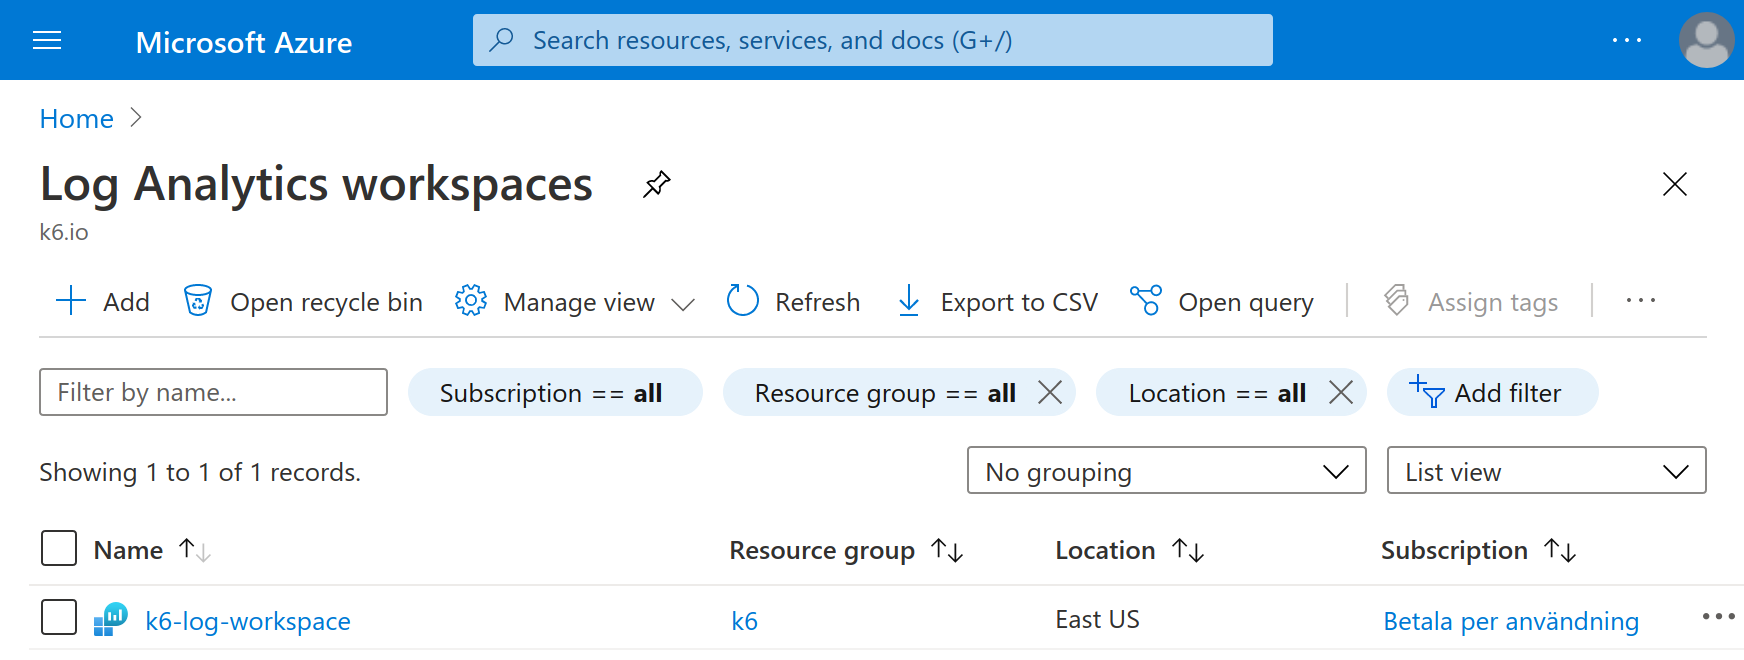 Microsoft Azure
Search resources, services, and docs (G+/)
Home
Log Analytics workspaces
k6.io
Add Open recycle bin Manage view Refresh Export to CSV Open query Assign tags
Filter by name... Subscription == all Resource group == all Location == all Add filter
Showing 1 to 1 of 1 records. No grouping List view
Name Resource group Location Subscription
k6-log-workspace k6 East US Betala per användning